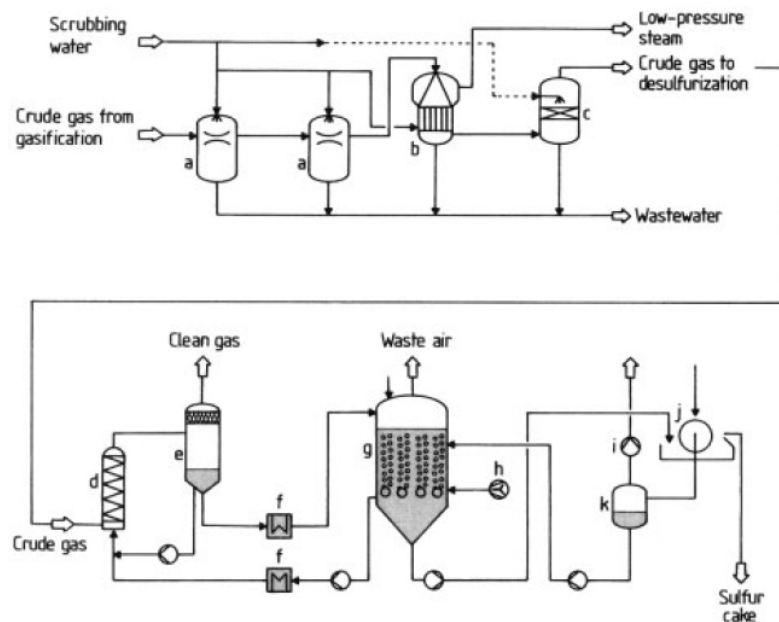 Scrubbing
water
Low-pressure
steam
Crude gas to
desulfurization
Crude gas from
gasification
a
a
b
c
Wastewater
Clean gas
Waste air
d
e
f
f
g
h
i
j
k
Crude gas
Sulfur
cake